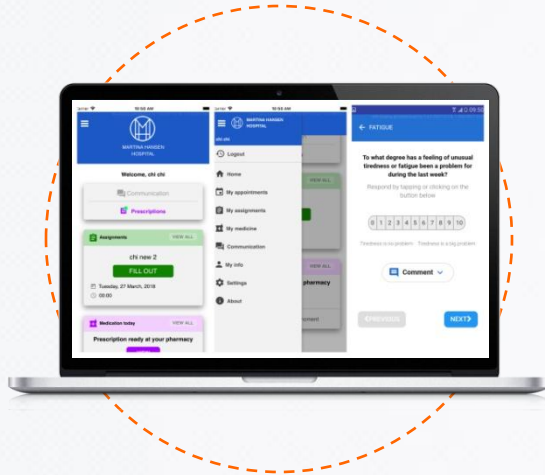 10:52 AM
MARTINA HANSEN
HOSPITAL
Welcome, chi chi
Communication
Prescriptions
Assignments
VIEW ALL
chi new 2
FILL OUT
Tuesday, 27 March, 2018
09:00
Medication today
VIEW ALL
Prescription ready at your pharmacy
MARTINA HANSEN
HOSPITAL
chi chi
Logout
Home
My appointments
My assignments
My medicine
Communication
My info
Settings
About
VIEW ALL
VIEW ALL
pharmacy
FATIGUE
To what degree has a feeling of unusual
tiredness or fatigue been a problem for
during the last week?
Respond by tapping or clicking on the
button below
0 1 2 3 4 5 6 7 8 9 10
Tiredness is no problem Tiredness is a big problem
Comment
PREVIOUS
NEXT